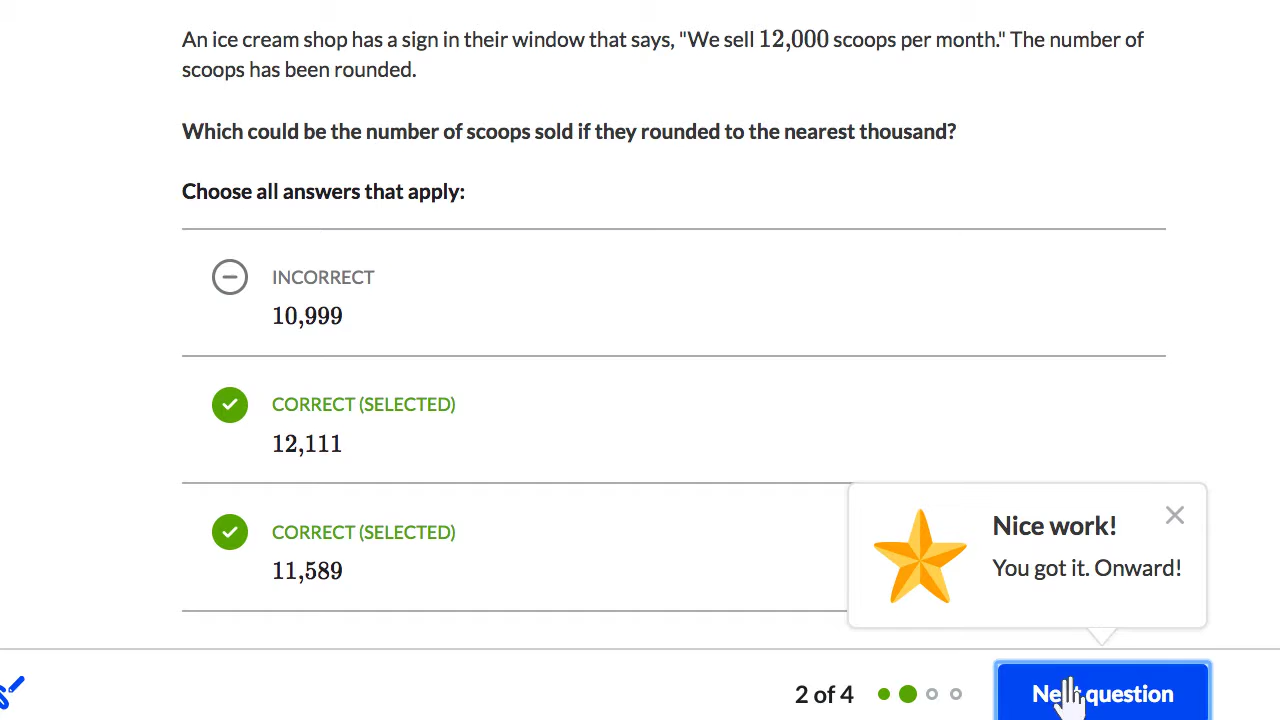 An ice cream shop has a sign in their window that says, "We sell 12,000 scoops per month." The number of
scoops has been rounded.
Which could be the number of scoops sold if they rounded to the nearest thousand?
Choose all answers that apply:
INCORRECT
10,999
CORRECT (SELECTED)
12,111
CORRECT (SELECTED)
11,589
Nice work!
You got it. Onward!
2 of 4
Next question